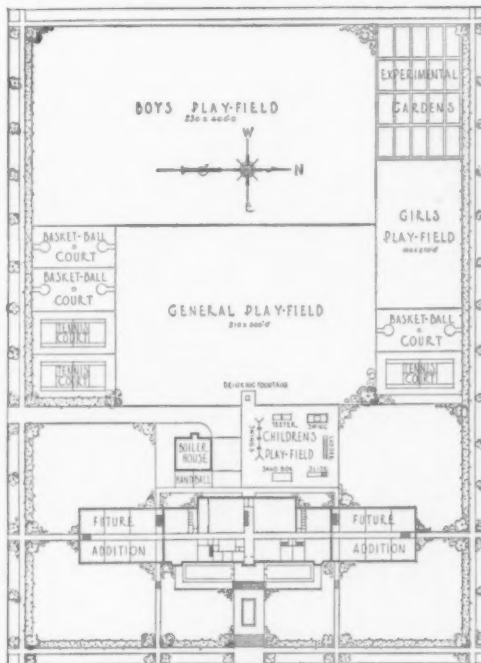 BOYS PLAY-FIELD
EXPERIMENTAL
GARDENS
W
S
N
E
GIRLS
PLAY-FIELD
BASKET-BALL
COURT
BASKET-BALL
COURT
GENERAL PLAY-FIELD
BASKET-BALL
COURT
TENNIS
COURT
TENNIS
COURT
TENNIS
COURT
DRINKING FOUNTAIN
TEETER
SWING
CHILDRENS
PLAY-FIELD
SAND BOX
SLIDE
BOILER
HOUSE
HANDBALL
FUTURE
ADDITION
FUTURE
ADDITION